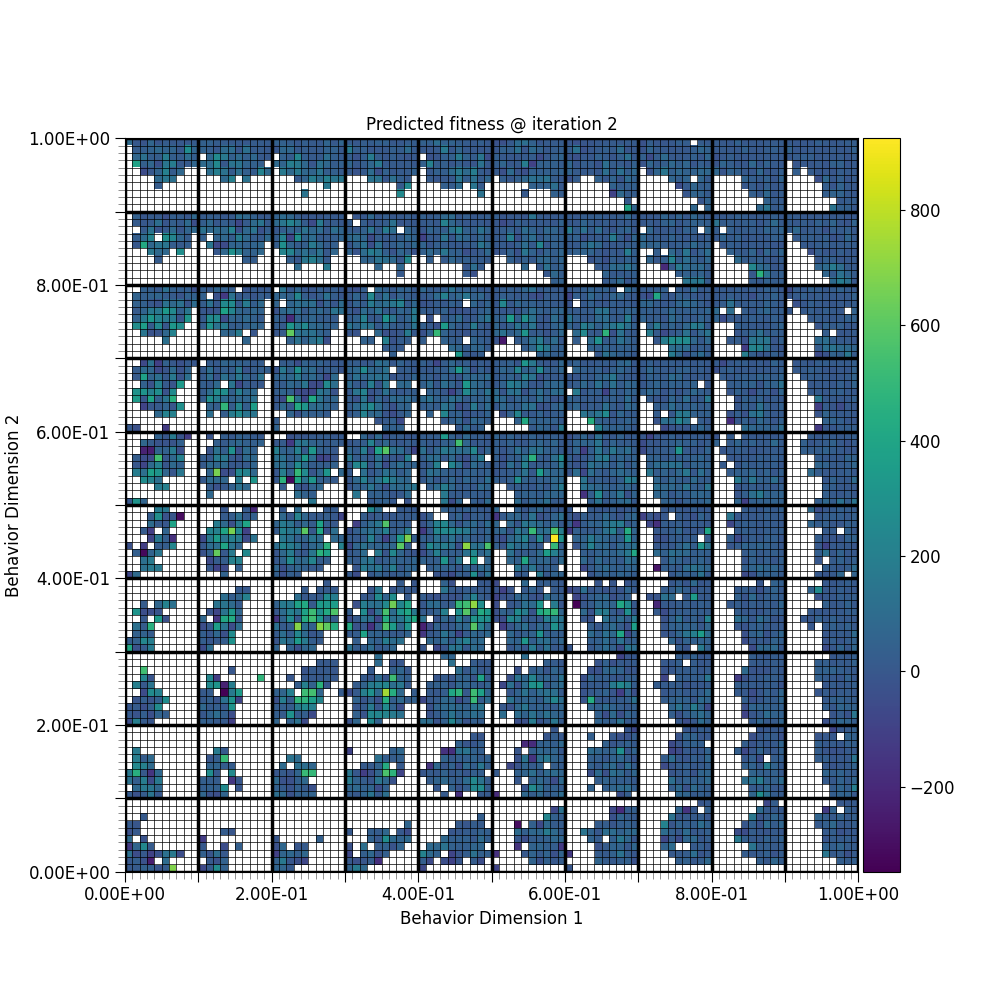 Predicted fitness @ iteration 2
1.00E+00
8.00E-01
6.00E-01
4.00E-01
2.00E-01
0.00E+00
Behavior Dimension 2
0.00E+00 2.00E-01 4.00E-01 6.00E-01 8.00E-01 1.00E+00
Behavior Dimension 1
800
600
400
200
0
−200